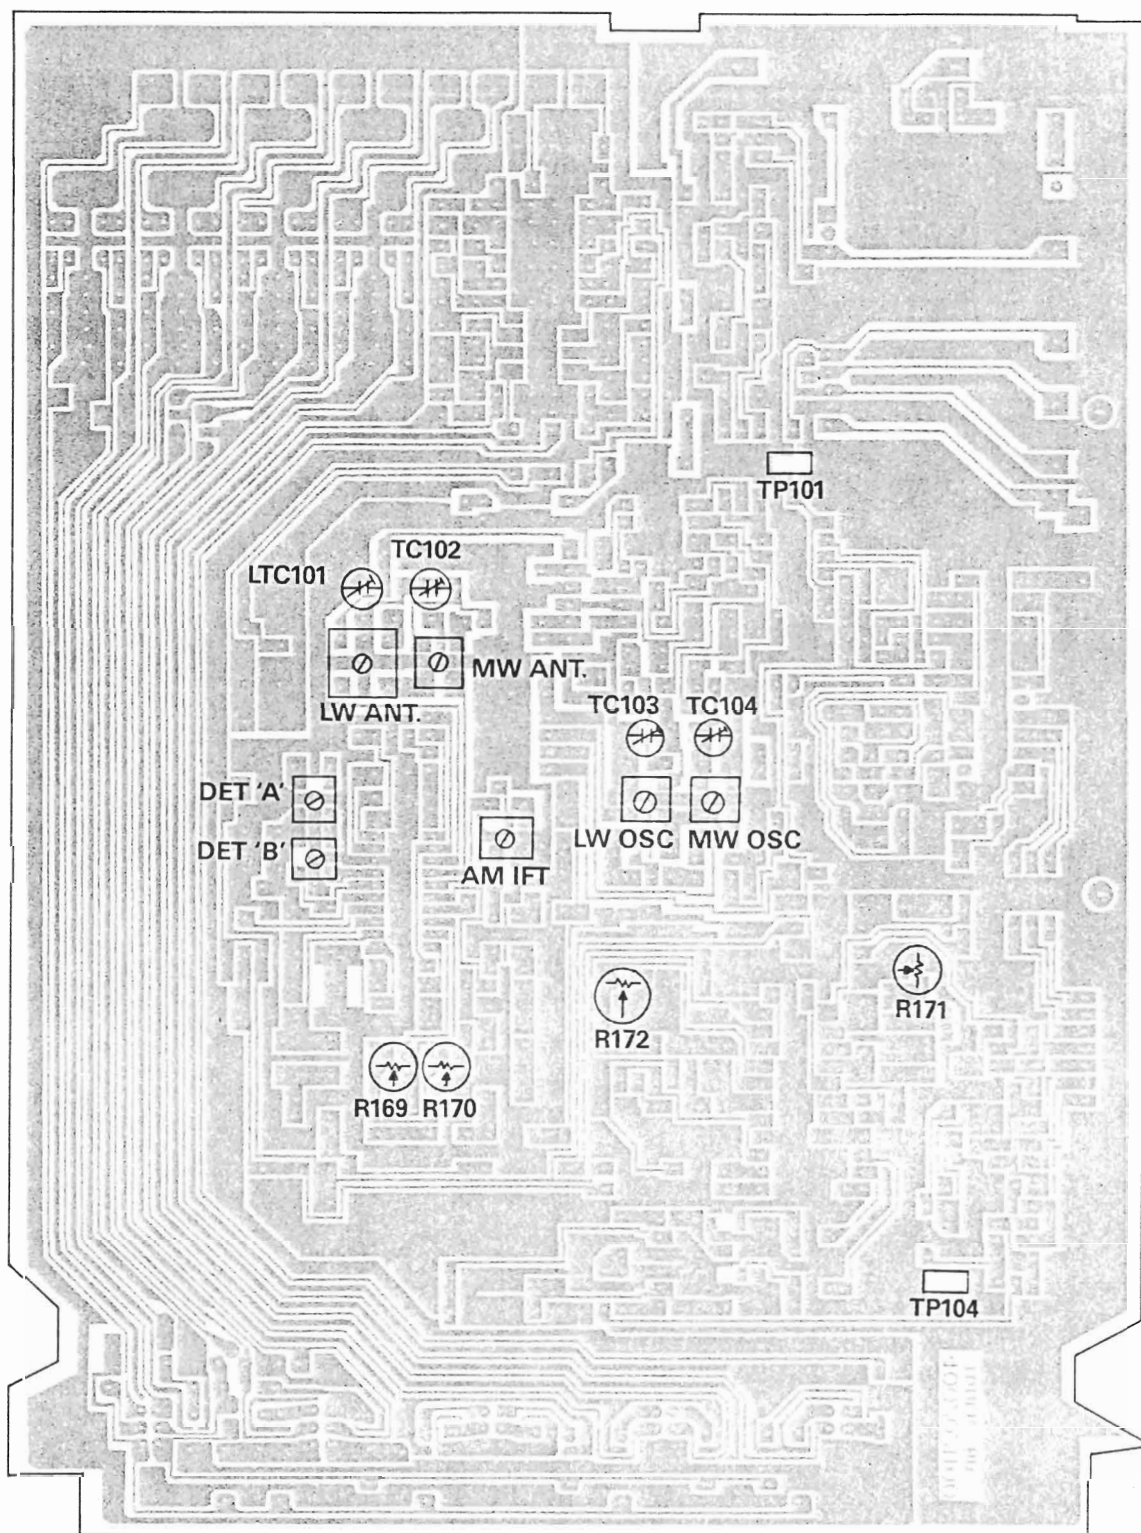 TP101
TC102
LTC101
MW ANT.
LW ANT.
TC103 TC104
DET 'A'
DET 'B'
LW OSC MW OSC
AM IFT
R171
R172
R169 R170
TP104